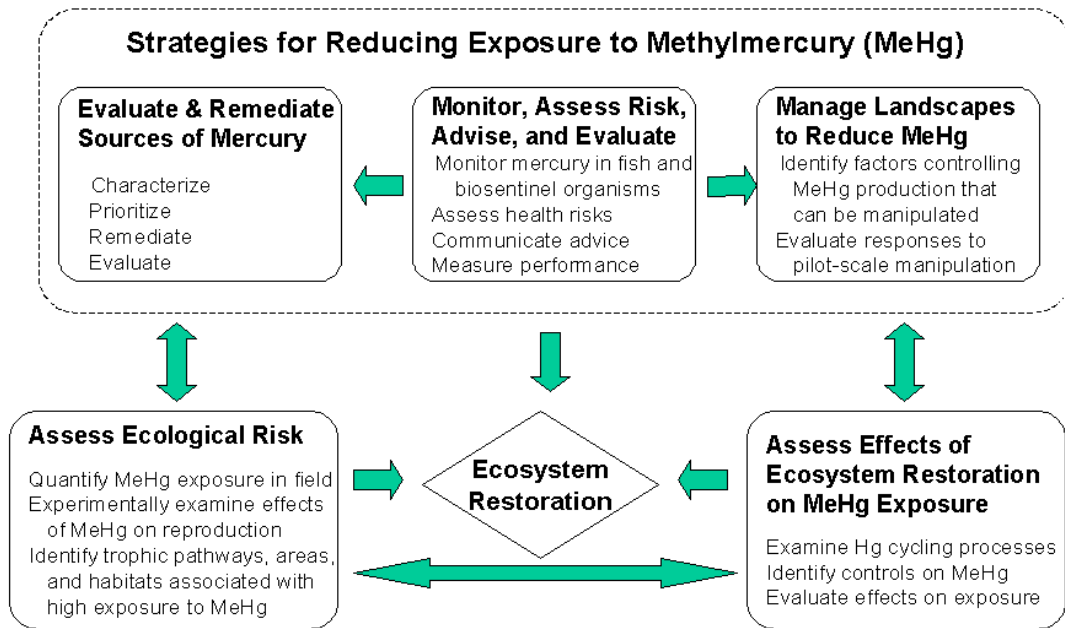 Strategies for Reducing Exposure to Methylmercury (MeHg)
Evaluate & Remediate
Sources of Mercury
Characterize
Prioritize
Remediate
Evaluate
Monitor, Assess Risk,
Advise, and Evaluate
Monitor mercury in fish and
biosentinel organisms
Assess health risks
Communicate advice
Measure performance
Manage Landscapes
to Reduce MeHg
Identify factors controlling
MeHg production that
can be manipulated
Evaluate responses to
pilot-scale manipulation
Assess Ecological Risk
Quantify MeHg exposure in field
Experimentally examine effects
of MeHg on reproduction
Identify trophic pathways, areas,
and habitats associated with
high exposure to MeHg
Ecosystem
Restoration
Assess Effects of
Ecosystem Restoration
on MeHg Exposure
Examine Hg cycling processes
Identify controls on MeHg
Evaluate effects on exposure